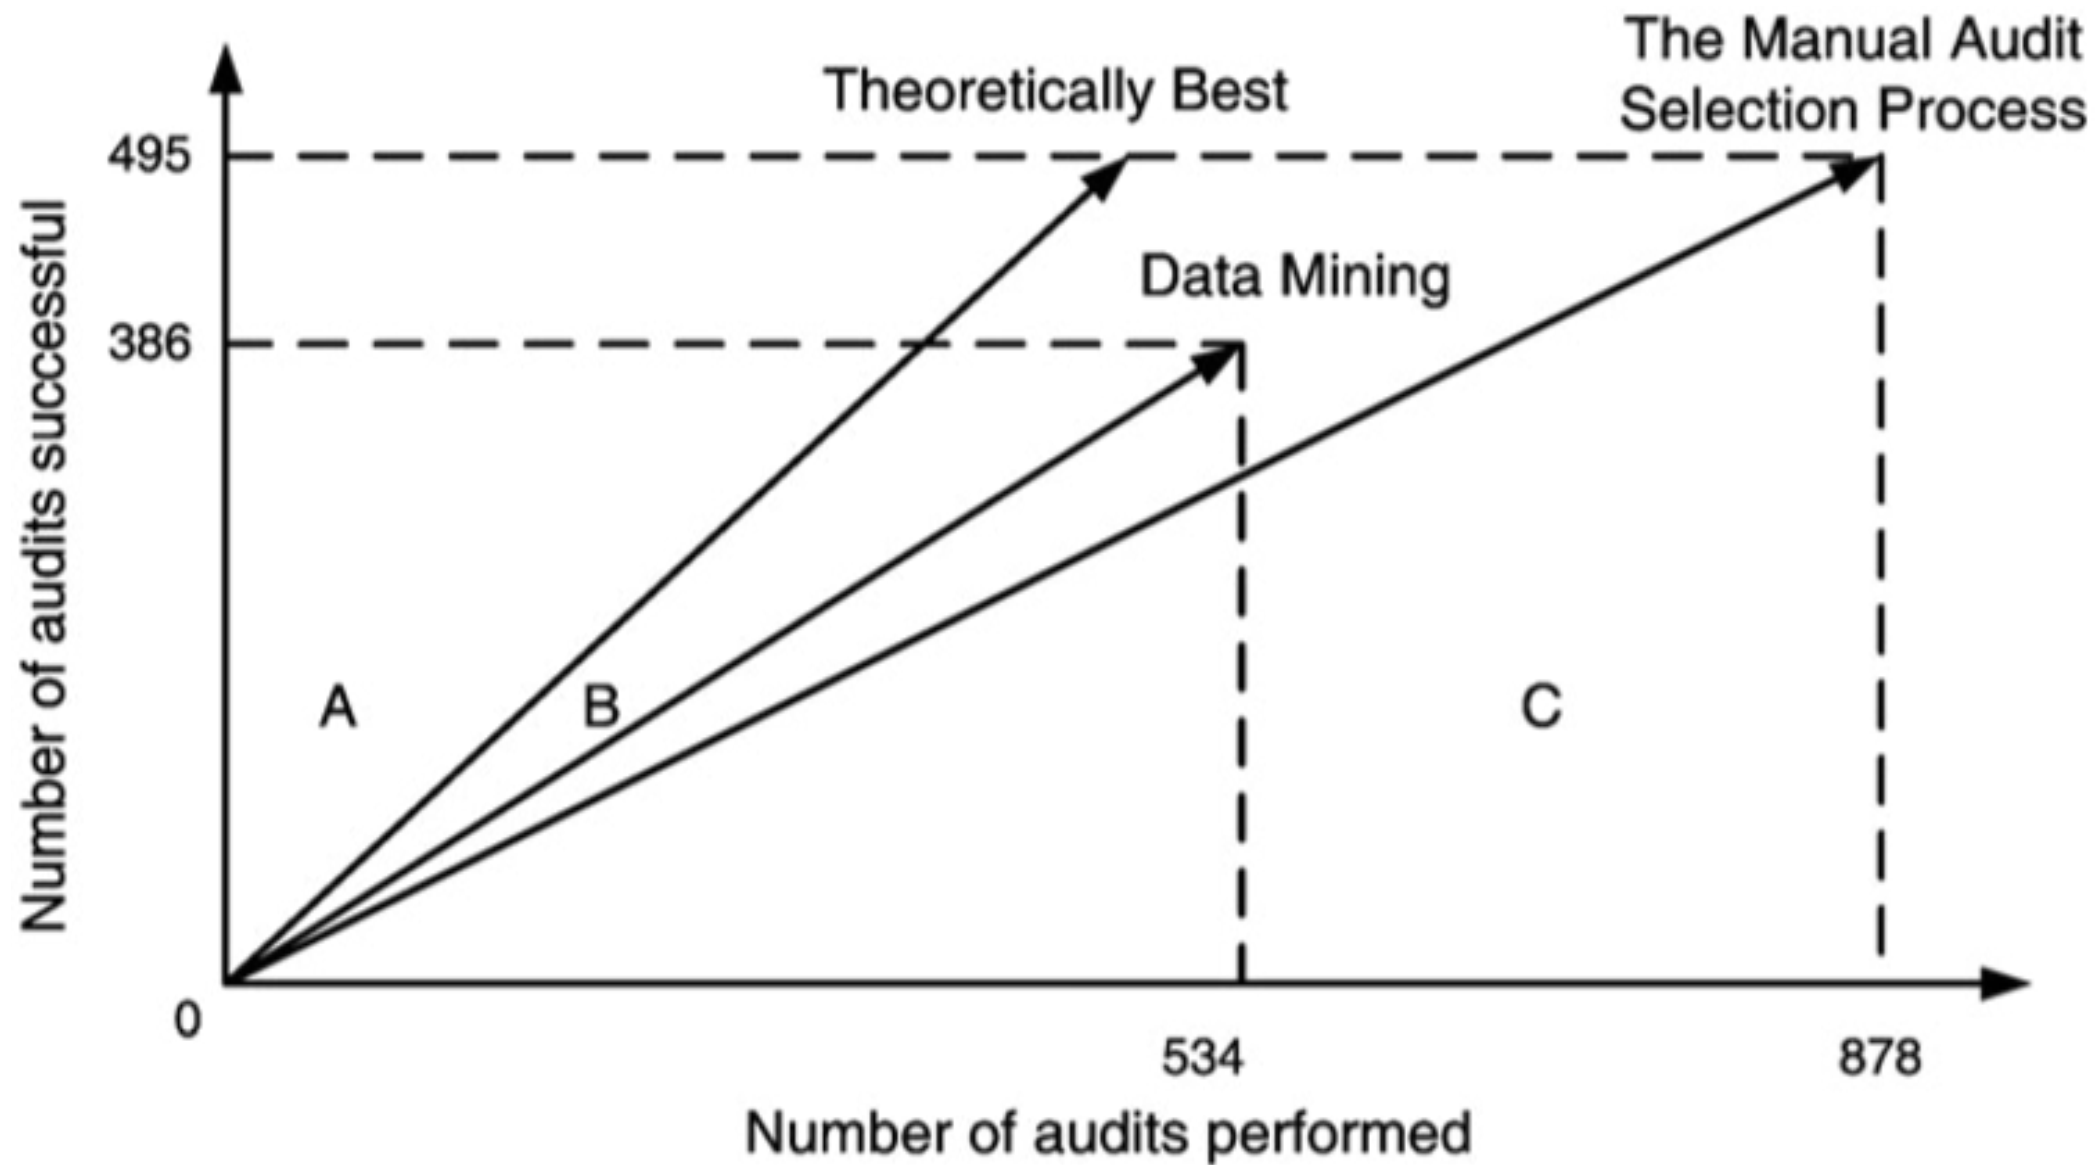 The Manual Audit
Selection Process
Theoretically Best
495
Data Mining
386
Number of audits successful
A
B
C
0
534
878
Number of audits performed